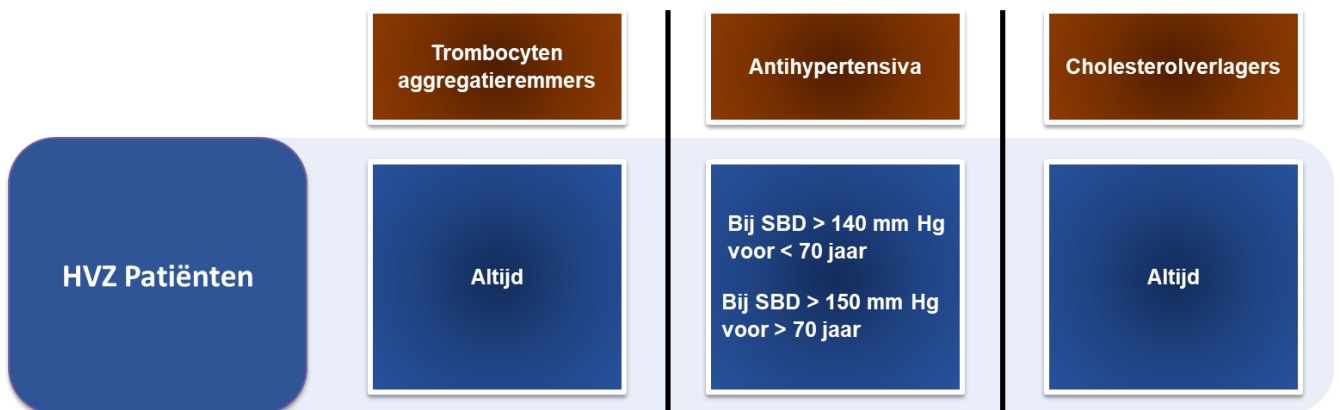 Trombocyten
aggregatieremmers
Antihypertensiva
Cholesterolverlagers
HVZ Patiënten
Altijd
Bij SBD > 140 mm Hg
voor < 70 jaar
Bij SBD > 150 mm Hg
voor > 70 jaar
Altijd